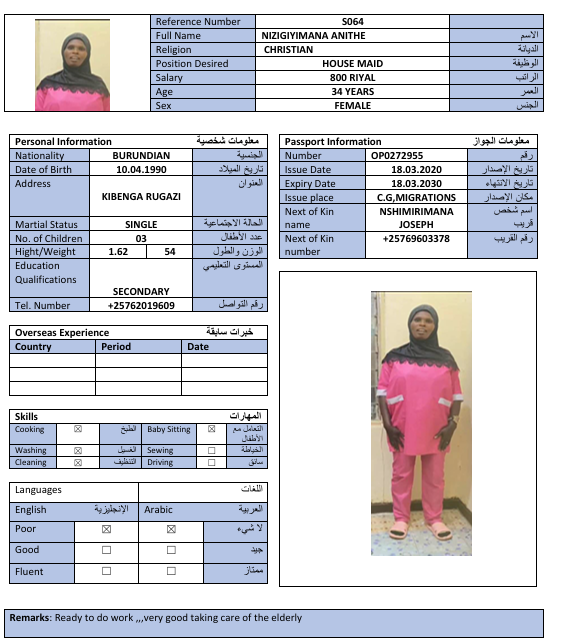 Reference Number S064
Full Name NIZIGIYIMANA ANITHE الاسم
Religion CHRISTIAN الديانة
Position Desired HOUSE MAID الوظيفة
Salary 800 RIYAL الراتب
Age 34 YEARS العمر
Sex FEMALE الجنس
Personal Information معلومات شخصية
Nationality BURUNDIAN الجنسية
Date of Birth 10.04.1990 تاريخ الميلاد
Address KIBENGA RUGAZI العنوان
Martial Status SINGLE الحالة الاجتماعية
No. of Children 03 عدد الأطفال
Hight/Weight 1.62 54 الوزن والطول
Education المستوى التعليمي
Qualifications
SECONDARY
Tel. Number +25762019609 رقم التواصل
Passport Information معلومات الجواز
Number OP0272955 رقم
Issue Date 18.03.2020 تاريخ الإصدار
Expiry Date 18.03.2030 تاريخ الانتهاء
Issue place C.G,MIGRATIONS مكان الإصدار
Next of Kin NSHIMIRIMANA اسم شخص
name JOSEPH قريب
Next of Kin +25769603378 رقم القريب
number
Overseas Experience خبرات سابقة
Country Period Date
Skills المهارات
Cooking ☒ الطبخ Baby Sitting ☒ التعامل مع
الأطفال
Washing ☒ الغسيل Sewing ☐ الخياطة
Cleaning ☒ التنظيف Driving ☐ سائق
Languages اللغات
English الإنجليزية Arabic العربية
Poor ☒ ☒ لا شيء
Good ☐ ☐ جيد
Fluent ☐ ☐ ممتاز
Remarks: Ready to do work ,,,very good taking care of the elderly